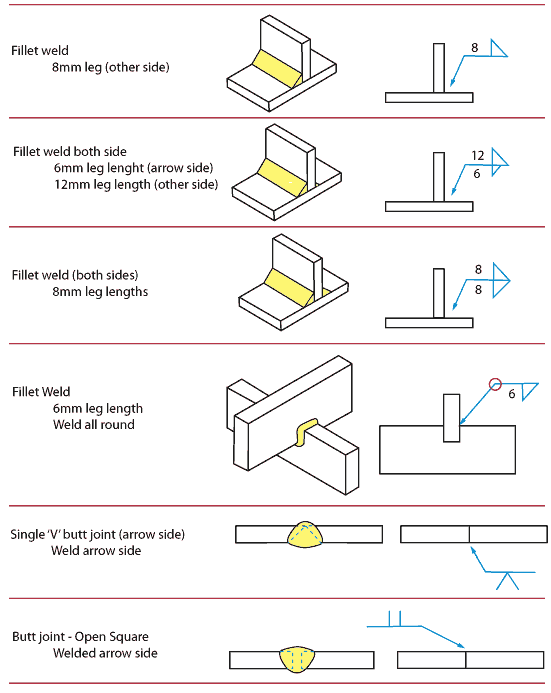 Fillet weld
8mm leg (other side)
8
Fillet weld both side
6mm leg lenght (arrow side)
12mm leg length (other side)
12
6
Fillet weld (both sides)
8mm leg lengths
8
8
Fillet Weld
6mm leg length
Weld all round
6
Single 'V' butt joint (arrow side)
Weld arrow side
Butt joint - Open Square
Welded arrow side